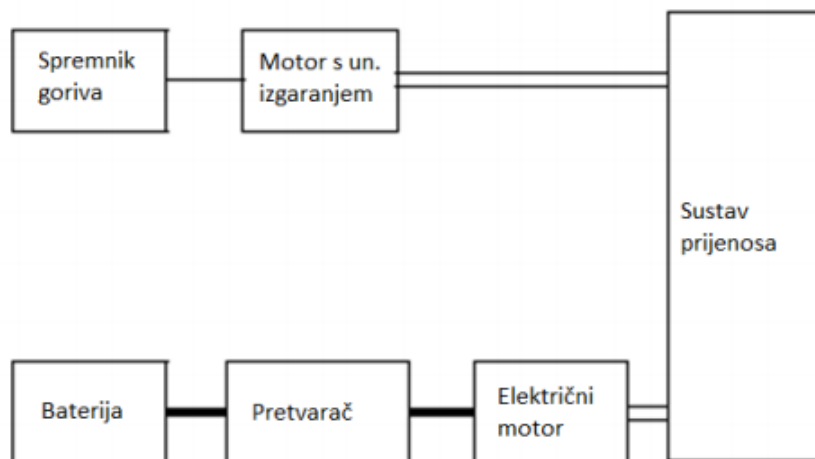 Spremnik
goriva
Motor s un.
izgaranjem
Sustav
prijenosa
Baterija
Pretvarač
Električni
motor